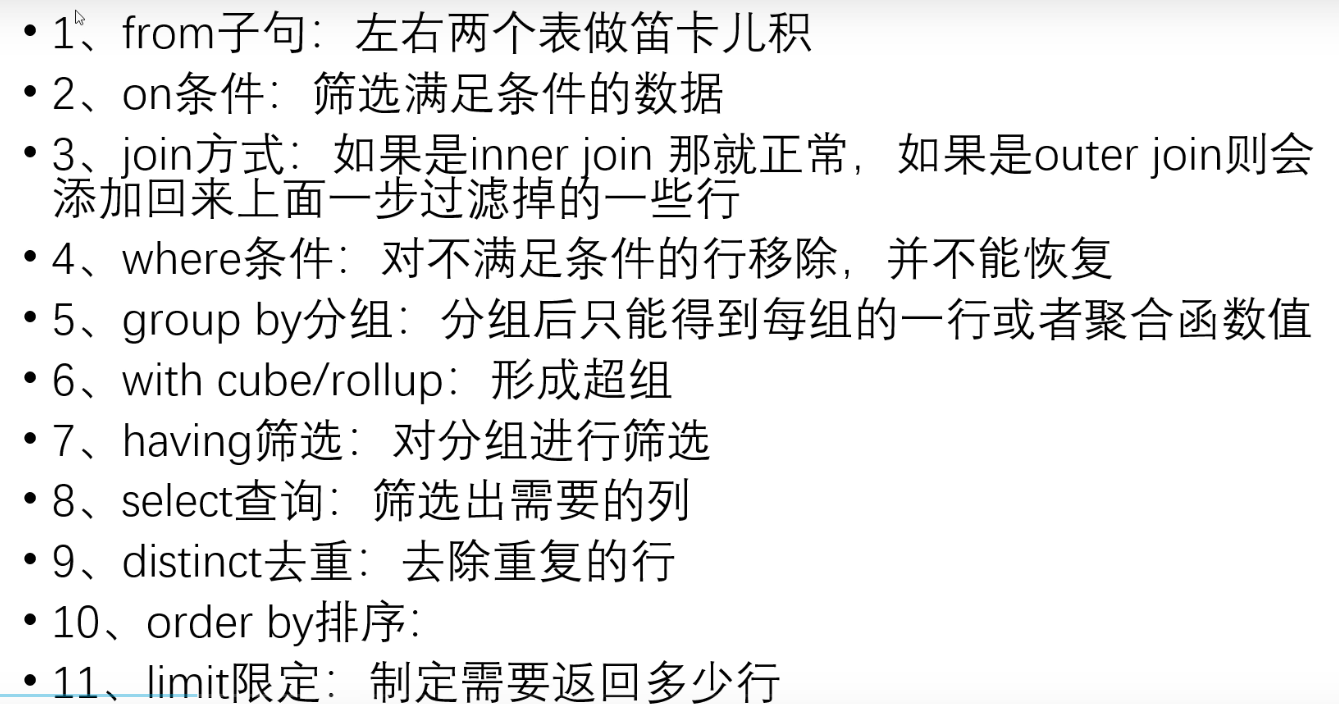 • 1、from子句：左右两个表做笛卡儿积
• 2、on条件：筛选满足条件的数据
• 3、join方式：如果是inner join 那就正常，如果是outer join则会
添加回来上面一步过滤掉的一些行
• 4、where条件：对不满足条件的行移除，并不能恢复
• 5、group by分组：分组后只能得到每组的一行或者聚合函数值
• 6、with cube/rollup：形成超组
• 7、having筛选：对分组进行筛选
• 8、select查询：筛选出需要的列
• 9、distinct去重：去除重复的行
• 10、order by排序：
• 11、limit限定：制定需要返回多少行